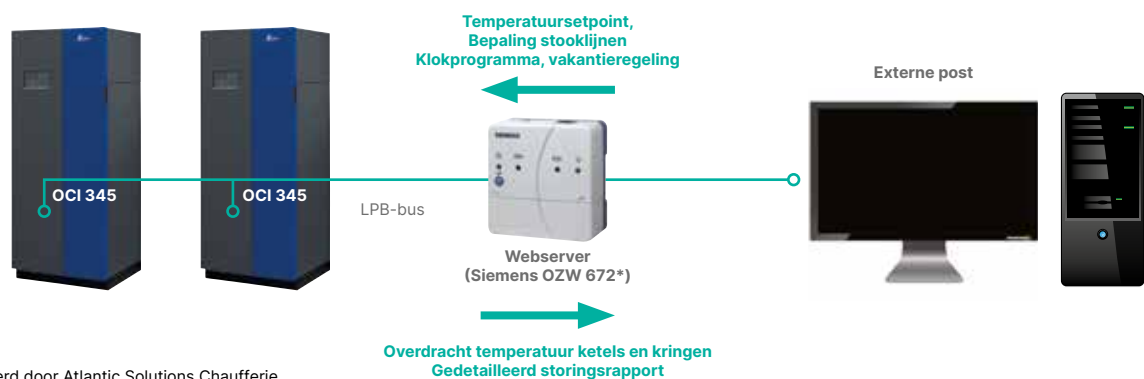 Temperatuursetpoint,
Bepaling stooklijnen
Klokprogramma, vakantieregeling
Externe post
SIEMENS
OCI 345
OCI 345
LPB-bus
Webserver
(Siemens OZW 672*)
Overdracht temperatuur ketels en kringen
Gedetailleerd storingsrapport
erd door Atlantic Solutions Chaufferie